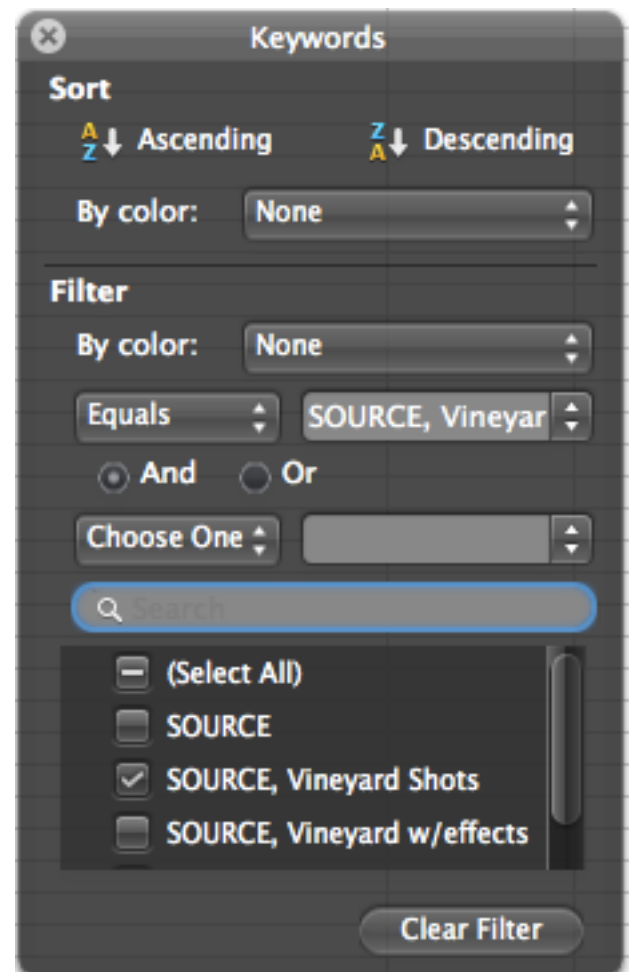 Keywords
Sort
A Z Ascending Z A Descending
By color: None
Filter
By color: None
Equals SOURCE, Vineyar
And Or
Choose One
Search
(Select All)
SOURCE
SOURCE, Vineyard Shots
SOURCE, Vineyard w/effects
Clear Filter